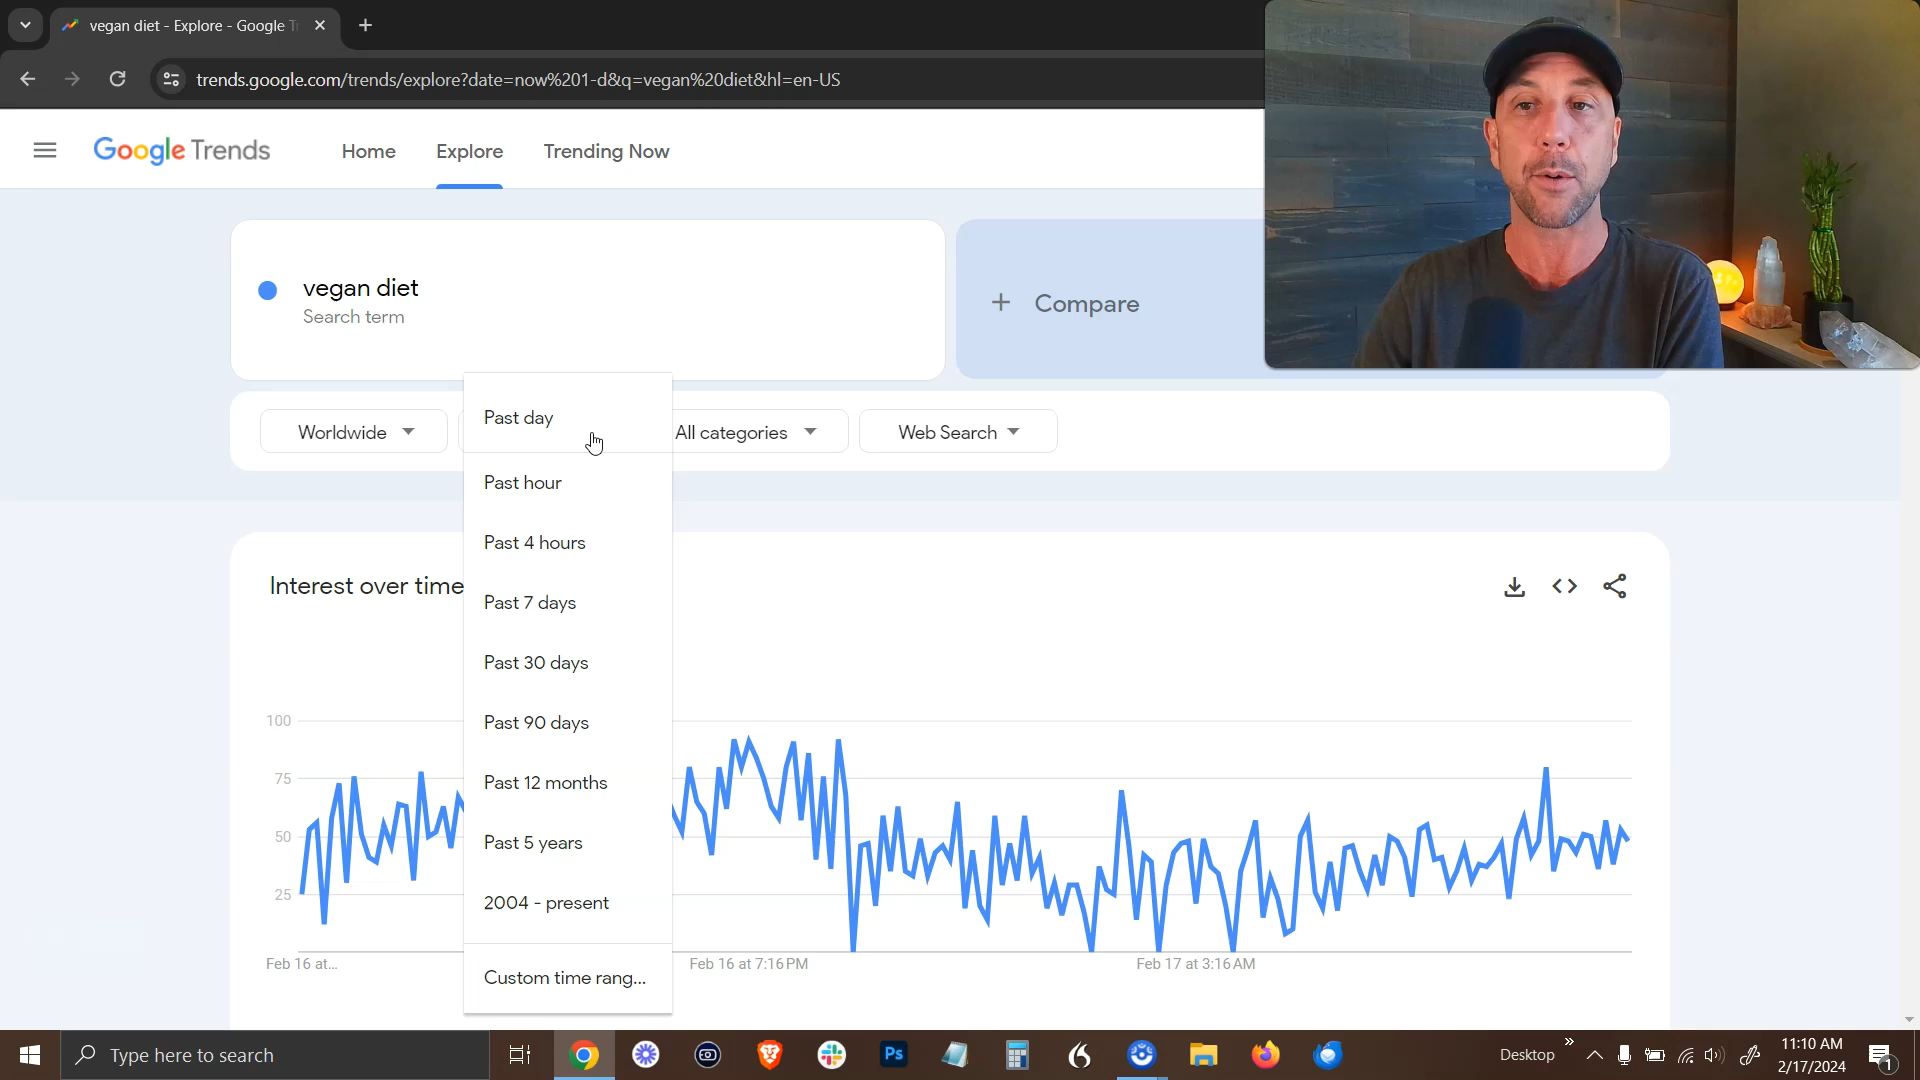 vegan diet - Explore - Google T
trends.google.com/trends/explore?date=now%201-d&q=vegan%20diet&hl=en-US
Google Trends
Home
Explore
Trending Now
vegan diet
Search term
+ Compare
Worldwide
Past day
All categories
Web Search
Past hour
Past 4 hours
Past 7 days
Past 30 days
Past 90 days
Past 12 months
Past 5 years
2004 - present
Custom time rang...
Interest over time
100
75
50
25
Feb 16 at...
Feb 16 at 7:16 PM
Feb 17 at 3:16 AM
Type here to search
Ps
Desktop
11:10 AM
2/17/2024
1